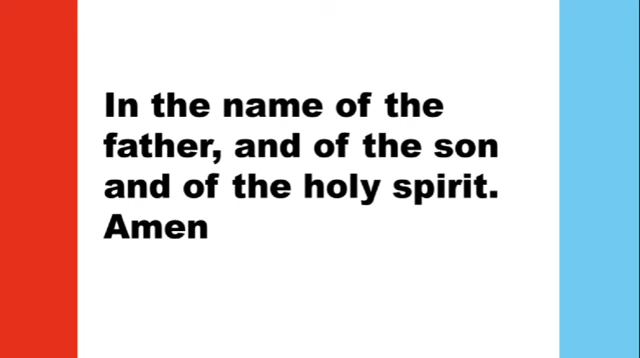 In the name of the
father, and of the son
and of the holy spirit.
Amen